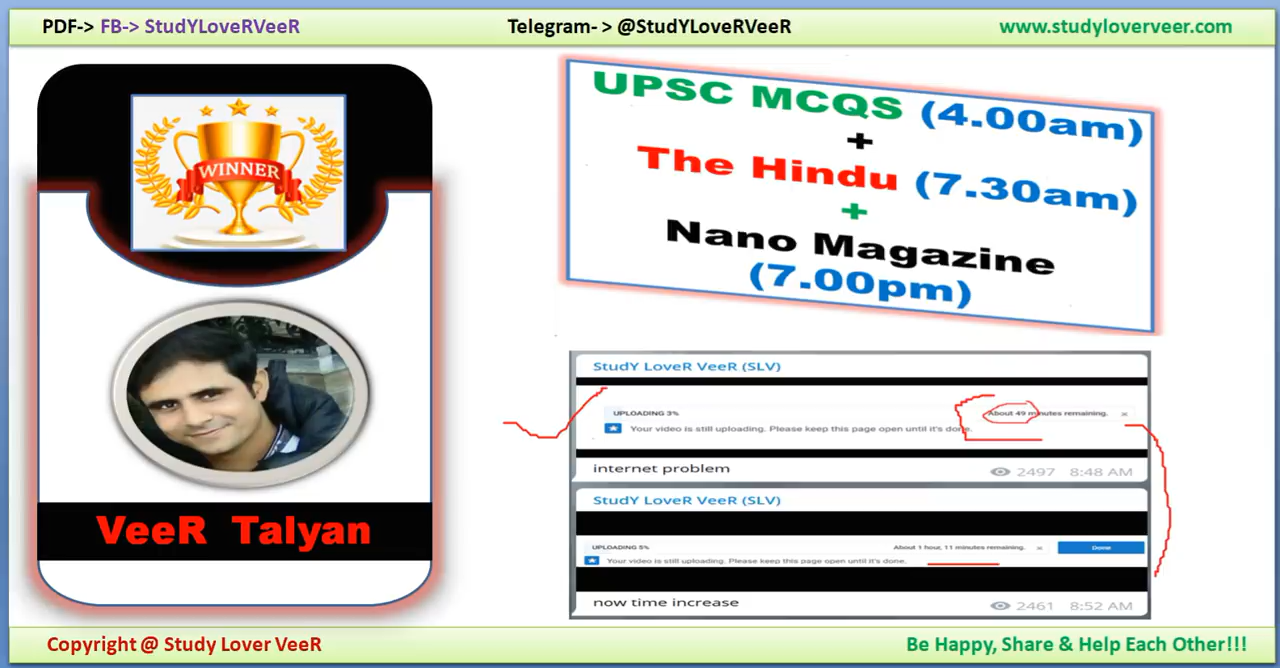 PDF-> FB-> StudYLoveRVeeR
Telegram- > @StudYLoveRVeeR
www.studyloverveer.com
WINNER
VeeR Talyan
UPSC MCQS (4.00am)
+
The Hindu (7.30am)
+
Nano Magazine
(7.00pm)
StudY LoveR VeeR (SLV)
UPLOADING 3%
About 49 minutes remaining. ×
Your video is still uploading. Please keep this page open until it's done.
internet problem
2497 8:48 AM
StudY LoveR VeeR (SLV)
UPLOADING 5%
About 1 hour, 11 minutes remaining. ×
Done
Your video is still uploading. Please keep this page open until it's done.
now time increase
2461 8:52 AM
Copyright @ Study Lover VeeR
Be Happy, Share & Help Each Other!!!